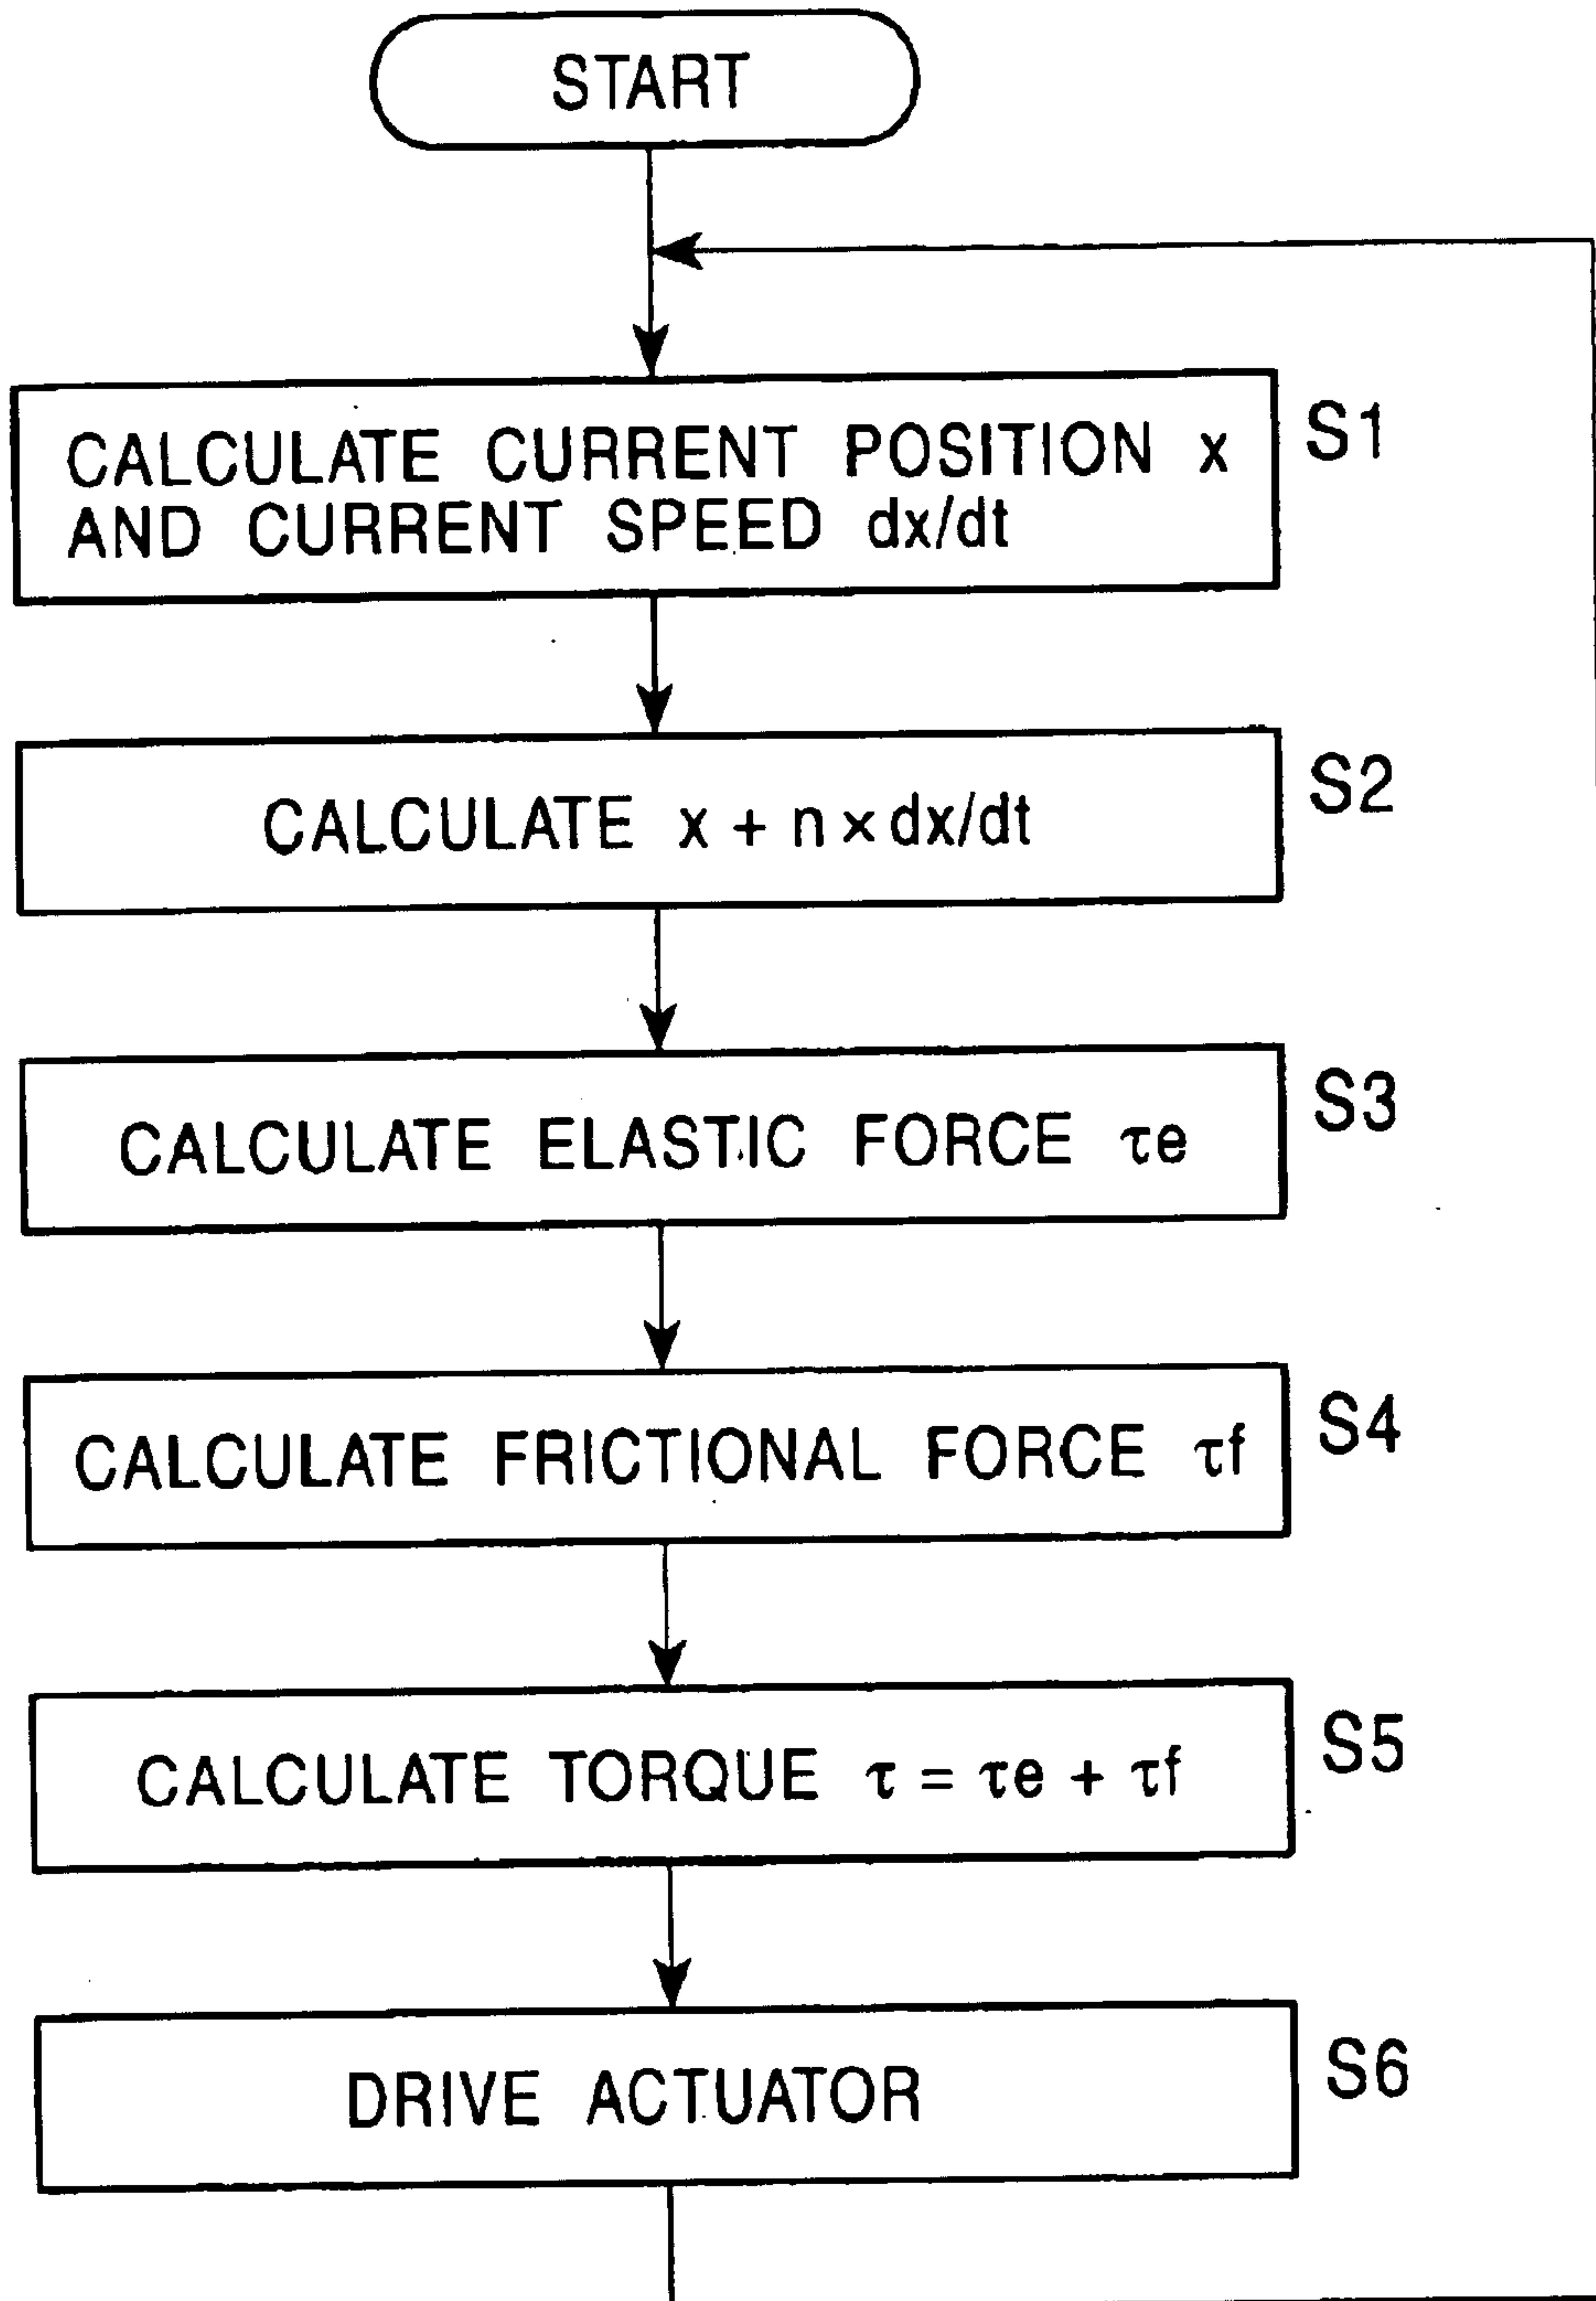 START
CALCULATE CURRENT POSITION x
AND CURRENT SPEED dx/dt
S1
CALCULATE x + n × dx/dt
S2
CALCULATE ELASTIC FORCE τe
S3
CALCULATE FRICTIONAL FORCE τf
S4
CALCULATE TORQUE τ = τe + τf
S5
DRIVE ACTUATOR
S6